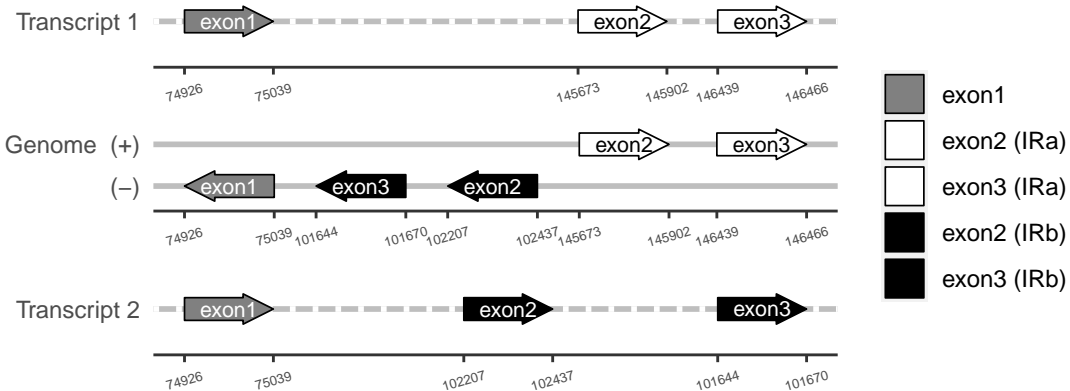 Transcript 1 exon1 exon2 exon3
74926 75039 145673 145902 146439 146466
Genome (+) exon2 exon3
(–) exon1 exon3 exon2
74926 75039 101644 101670 102207 102437 145673 145902 146439 146466
Transcript 2 exon1 exon2 exon3
74926 75039 102207 102437 101644 101670
exon1
exon2 (IRa)
exon3 (IRa)
exon2 (IRb)
exon3 (IRb)